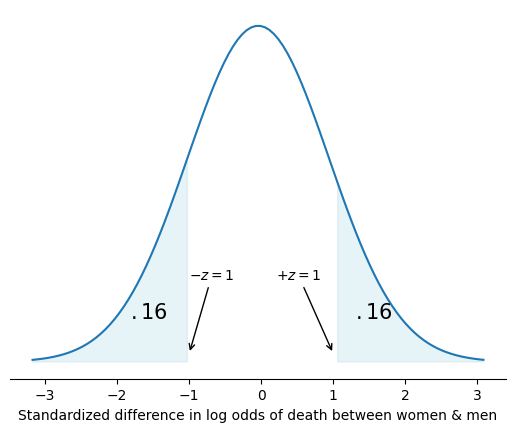 −z = 1
+z = 1
.16
.16
−3 −2 −1 0 1 2 3
Standardized difference in log odds of death between women & men